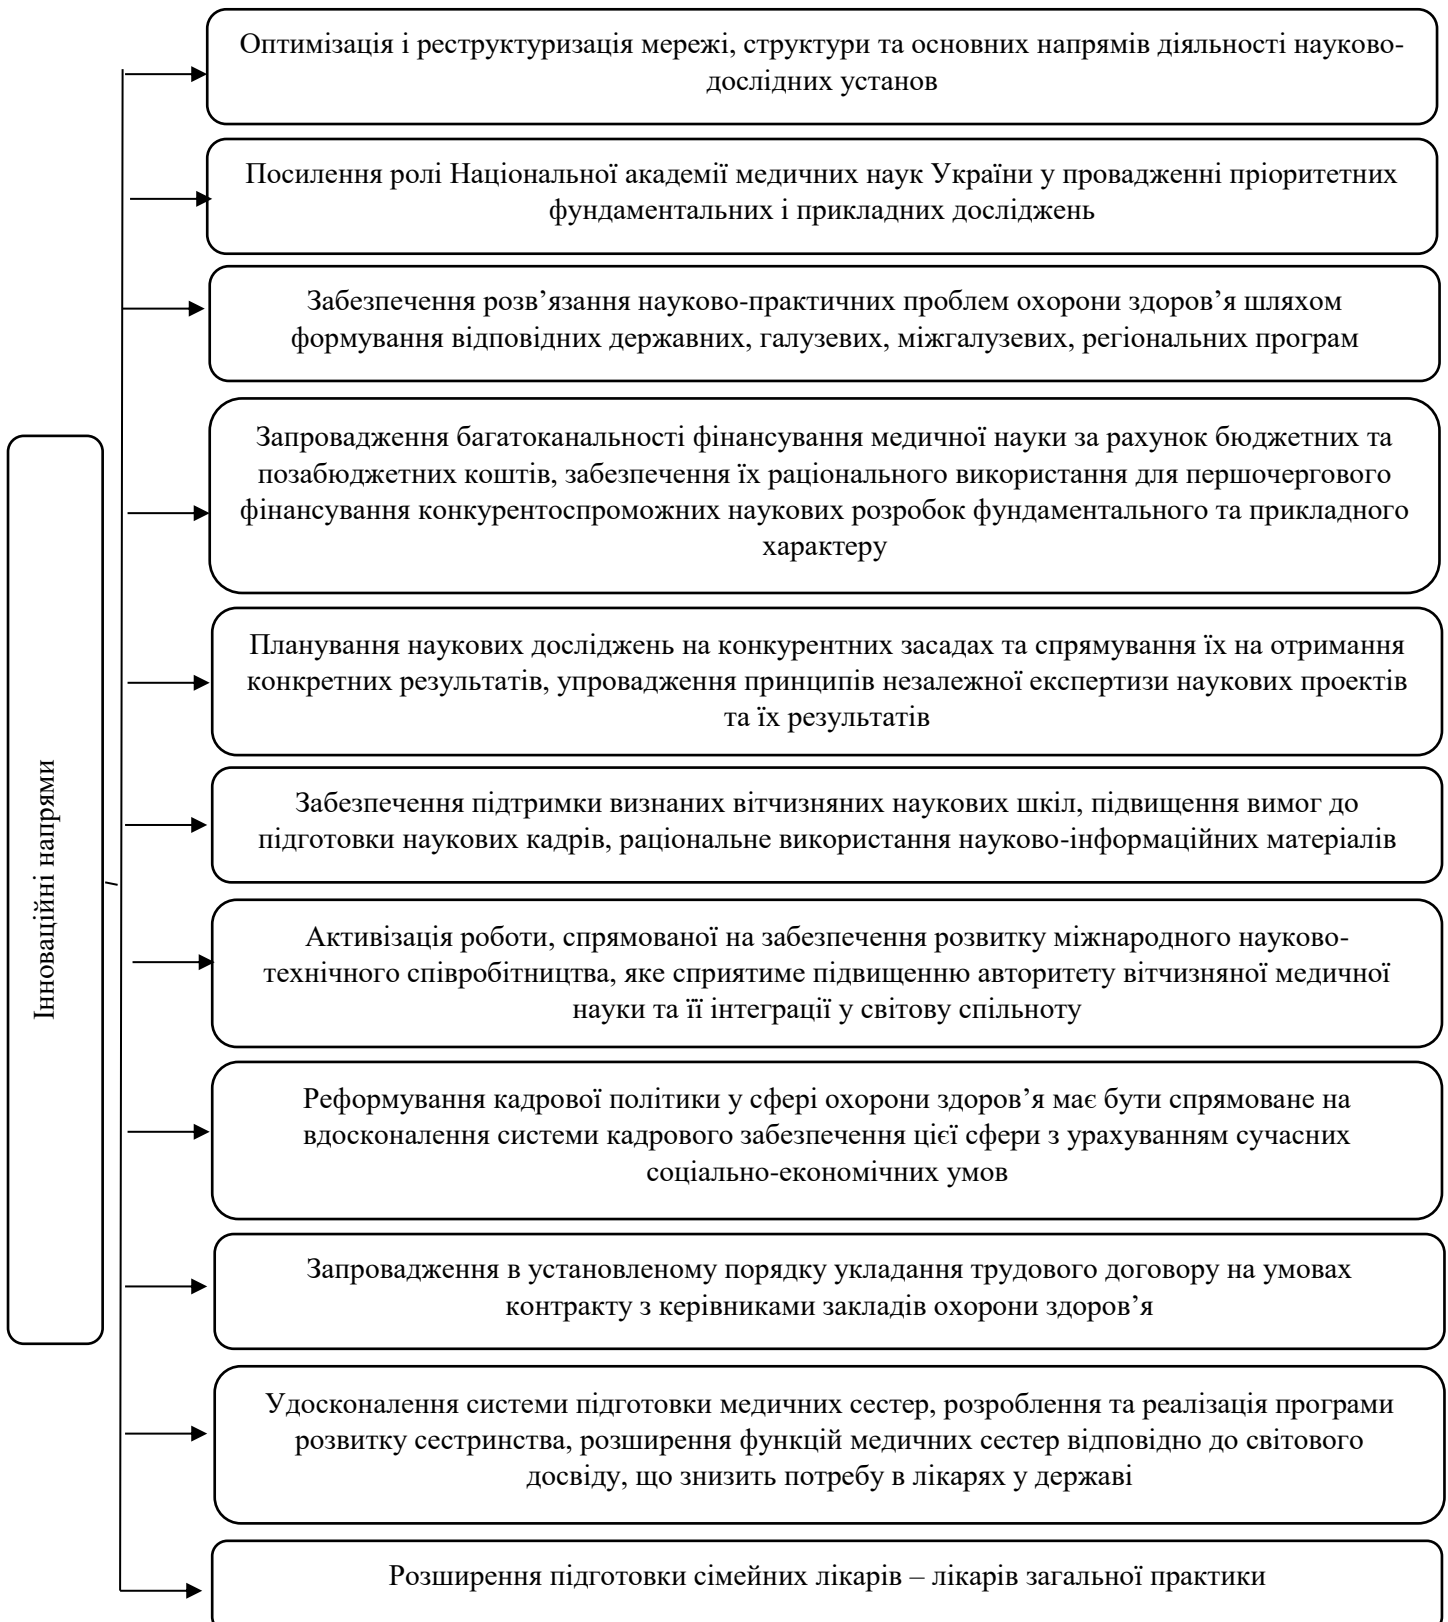 Оптимізація і реструктуризація мережі, структури та основних напрямів діяльності науково-
дослідних установ
Посилення ролі Національної академії медичних наук України у провадженні пріоритетних
фундаментальних і прикладних досліджень
Забезпечення розв’язання науково-практичних проблем охорони здоров’я шляхом
формування відповідних державних, галузевих, міжгалузевих, регіональних програм
Запровадження багатоканальності фінансування медичної науки за рахунок бюджетних та
позабюджетних коштів, забезпечення їх раціонального використання для першочергового
фінансування конкурентоспроможних наукових розробок фундаментального та прикладного
характеру
Планування наукових досліджень на конкурентних засадах та спрямування їх на отримання
конкретних результатів, упровадження принципів незалежної експертизи наукових проектів
та їх результатів
Інноваційні напрями
Забезпечення підтримки визнаних вітчизняних наукових шкіл, підвищення вимог до
підготовки наукових кадрів, раціональне використання науково-інформаційних матеріалів
Активізація роботи, спрямованої на забезпечення розвитку міжнародного науково-
технічного співробітництва, яке сприятиме підвищенню авторитету вітчизняної медичної
науки та її інтеграції у світову спільноту
Реформування кадрової політики у сфері охорони здоров’я має бути спрямоване на
вдосконалення системи кадрового забезпечення цієї сфери з урахуванням сучасних
соціально-економічних умов
Запровадження в установленому порядку укладання трудового договору на умовах
контракту з керівниками закладів охорони здоров’я
Удосконалення системи підготовки медичних сестер, розроблення та реалізація програми
розвитку сестринства, розширення функцій медичних сестер відповідно до світового
досвіду, що знизить потребу в лікарях у державі
Розширення підготовки сімейних лікарів – лікарів загальної практики